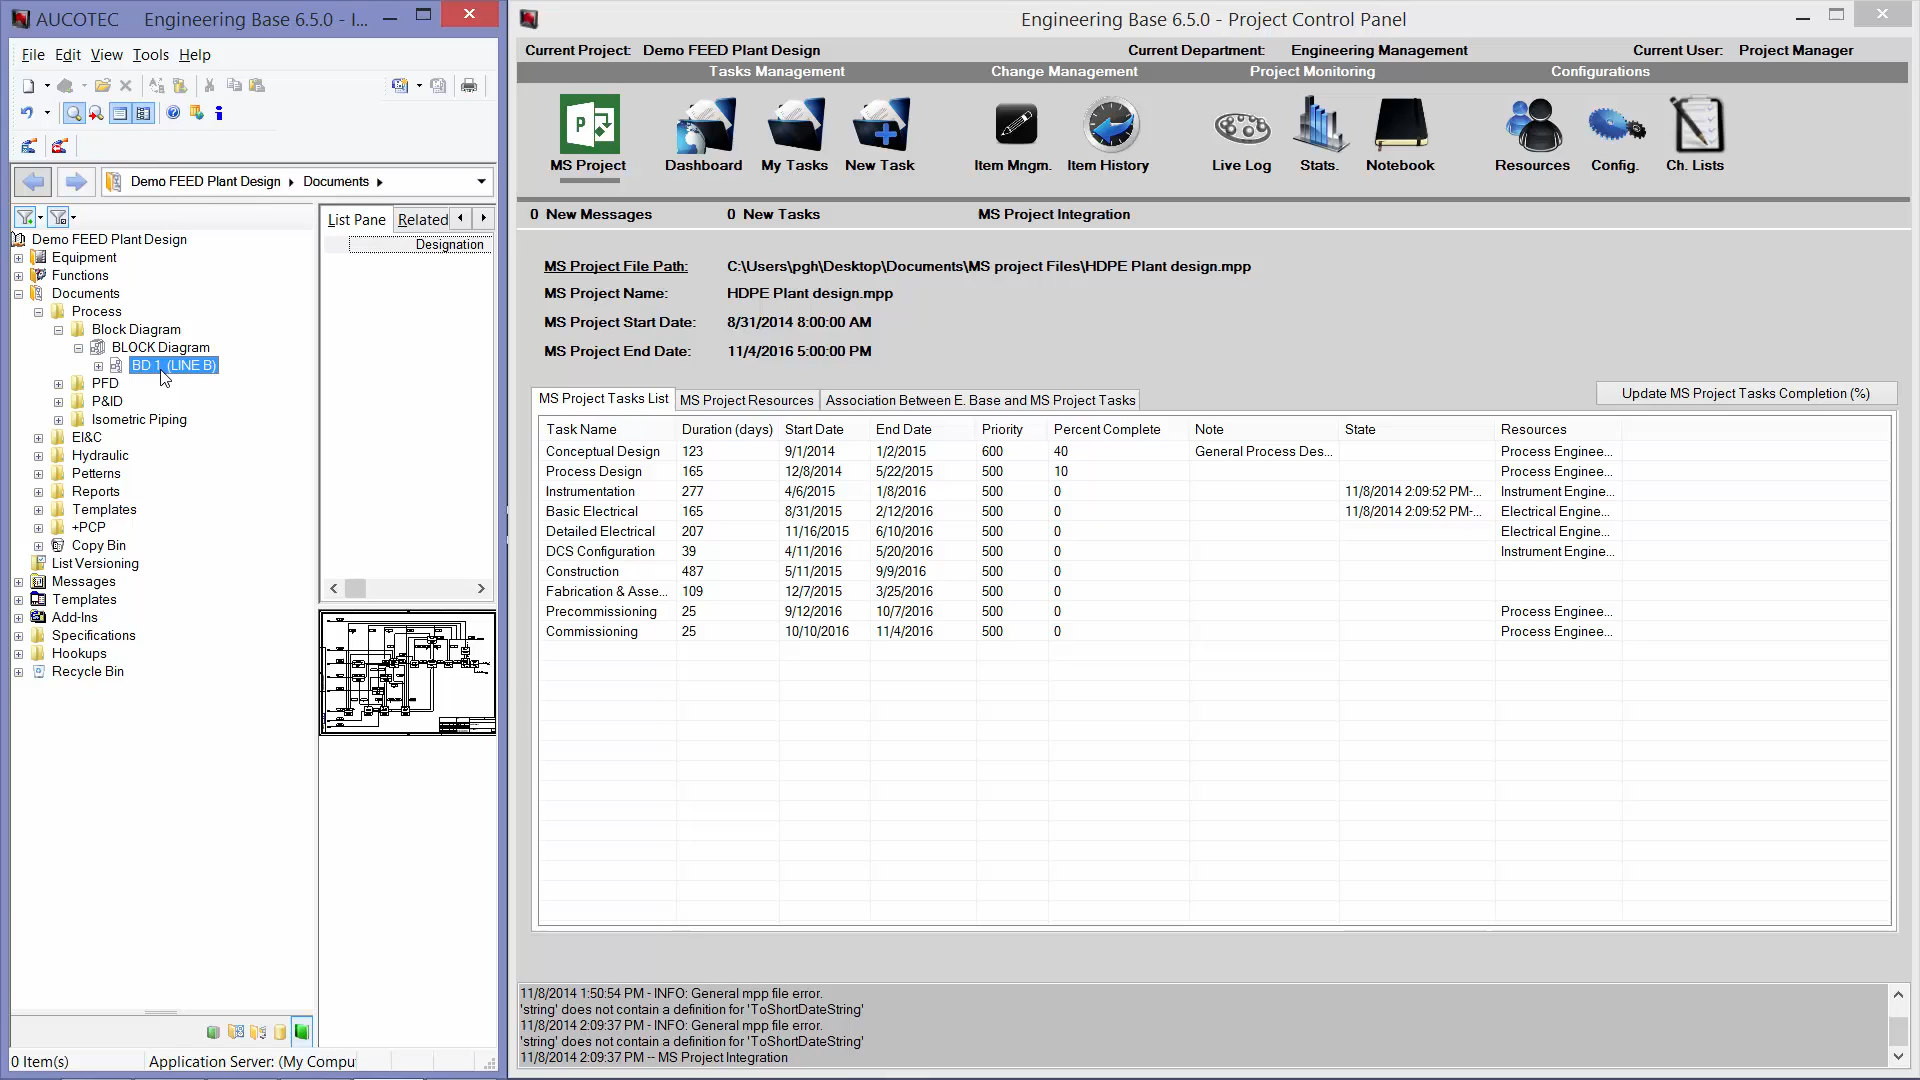 AUCOTEC Engineering Base 6.5.0 - I...
File Edit View Tools Help
Demo FEED Plant Design Documents
List Pane Related
Designation
Demo FEED Plant Design
Equipment
Functions
Documents
Process
Block Diagram
BLOCK Diagram
BD 1 (LINE B)
PFD
P&ID
Isometric Piping
EI&C
Hydraulic
Petterns
Reports
Templates
+PCP
Copy Bin
List Versioning
Messages
Templates
Add-Ins
Specifications
Hookups
Recycle Bin
0 Item(s) Application Server: (My Compu
Engineering Base 6.5.0 - Project Control Panel
Current Project: Demo FEED Plant Design Current Department: Engineering Management Current User: Project Manager
Tasks Management Change Management Project Monitoring Configurations
MS Project Dashboard My Tasks New Task Item Mngm. Item History Live Log Stats. Notebook Resources Config. Ch. Lists
0 New Messages 0 New Tasks MS Project Integration
MS Project File Path: C:\Users\pgh\Desktop\Documents\MS project Files\HDPE Plant design.mpp
MS Project Name: HDPE Plant design.mpp
MS Project Start Date: 8/31/2014 8:00:00 AM
MS Project End Date: 11/4/2016 5:00:00 PM
MS Project Tasks List MS Project Resources Association Between E. Base and MS Project Tasks Update MS Project Tasks Completion (%)
Task Name Duration (days) Start Date End Date Priority Percent Complete Note State Resources
Conceptual Design 123 9/1/2014 1/2/2015 600 40 General Process Des... Process Enginee...
Process Design 165 12/8/2014 5/22/2015 500 10 Process Enginee...
Instrumentation 277 4/6/2015 1/8/2016 500 0 11/8/2014 2:09:52 PM-... Instrument Engine...
Basic Electrical 165 8/31/2015 2/12/2016 500 0 11/8/2014 2:09:52 PM-... Electrical Engine...
Detailed Electrical 207 11/16/2015 6/10/2016 500 0 Electrical Engine...
DCS Configuration 39 4/11/2016 5/20/2016 500 0 Instrument Engine...
Construction 487 5/11/2015 9/9/2016 500 0
Fabrication & Asse... 109 12/7/2015 3/25/2016 500 0
Precommissioning 25 9/12/2016 10/7/2016 500 0 Process Enginee...
Commissioning 25 10/10/2016 11/4/2016 500 0 Process Enginee...
11/8/2014 1:50:54 PM - INFO: General mpp file error.
'string' does not contain a definition for 'ToShortDateString'
11/8/2014 2:09:37 PM - INFO: General mpp file error.
'string' does not contain a definition for 'ToShortDateString'
11/8/2014 2:09:37 PM -- MS Project Integration